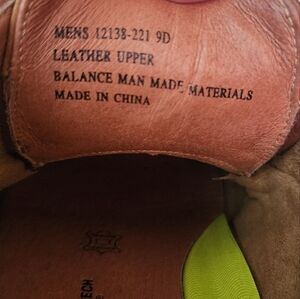 MENS 12138-221 9D
LEATHER UPPER
BALANCE MAN MADE MATERIALS
MADE IN CHINA